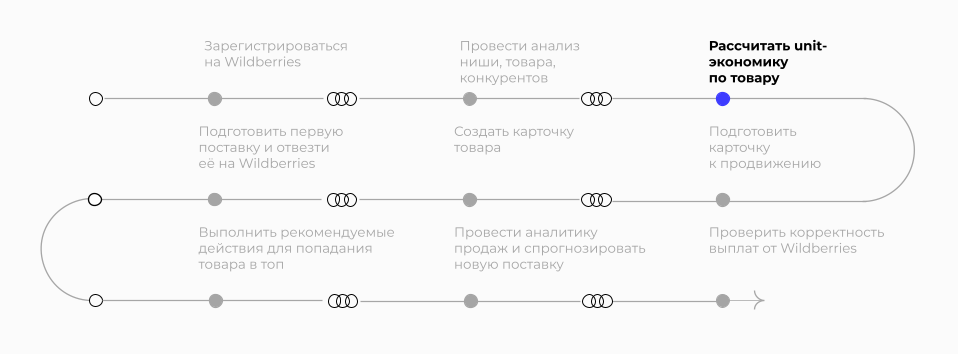 Зарегистрироваться
на Wildberries
Провести анализ
ниши, товара,
конкурентов
Рассчитать unit-
экономику
по товару
Подготовить первую
поставку и отвезти
её на Wildberries
Создать карточку
товара
Подготовить
карточку
к продвижению
Выполнить рекомендуемые
действия для попадания
товара в топ
Провести аналитику
продаж и спрогнозировать
новую поставку
Проверить корректность
выплат от Wildberries